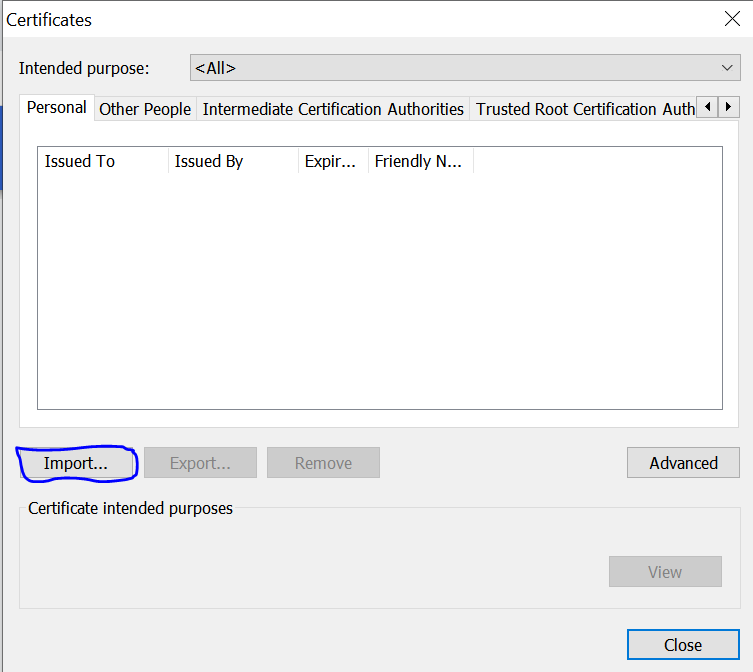 Certificates
Intended purpose: <All>
Personal Other People Intermediate Certification Authorities Trusted Root Certification Auth
Issued To Issued By Expir... Friendly N...
Import... Export... Remove Advanced
Certificate intended purposes
View
Close